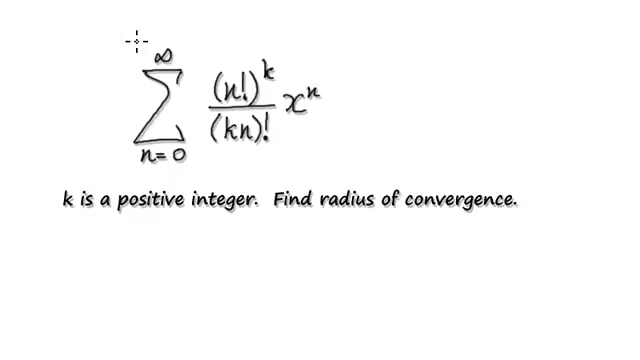 ∞
∑ (n!)^k / (kn)! x^n
n=0
k is a positive integer. Find radius of convergence.